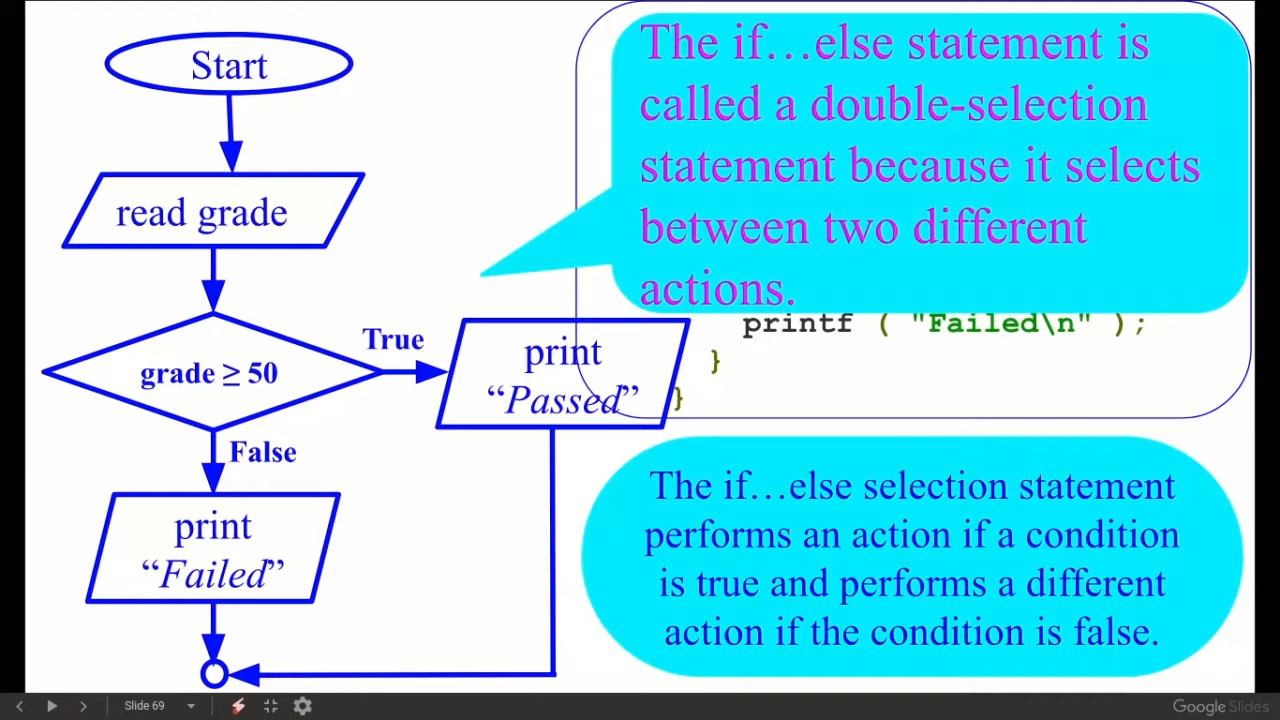 Start
read grade
grade ≥ 50
True
False
print
“Passed”
print
“Failed”
The if…else statement is
called a double-selection
statement because it selects
between two different
actions.
printf ( "Failed\n" );
}
}
The if…else selection statement
performs an action if a condition
is true and performs a different
action if the condition is false.
Slide 69
Google Slides